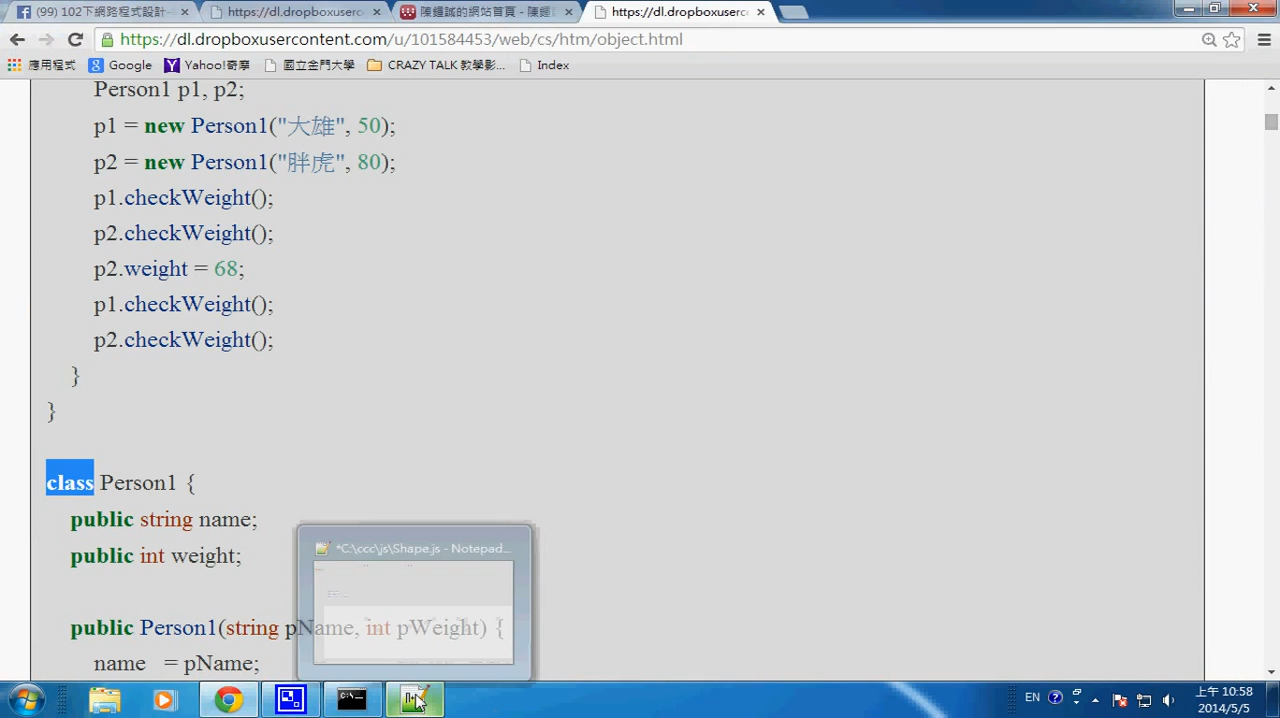 (99) 102下網路程式設計
https://dl.dropboxuserco
陳鍾誠的網站首頁 - 陳鍾
https://dl.dropboxuserco
https://dl.dropboxusercontent.com/u/101584453/web/cs/htm/object.html
應用程式 Google Yahoo!奇摩 國立金門大學 CRAZY TALK 教學影... Index
Person1 p1, p2;
p1 = new Person1("大雄", 50);
p2 = new Person1("胖虎", 80);
p1.checkWeight();
p2.checkWeight();
p2.weight = 68;
p1.checkWeight();
p2.checkWeight();
}
}
class Person1 {
public string name;
public int weight;
*C:\ccc\js\Shape.js - Notepad...
public Person1(string pName, int pWeight) {
name = pName;
EN
上午 10:58
2014/5/5